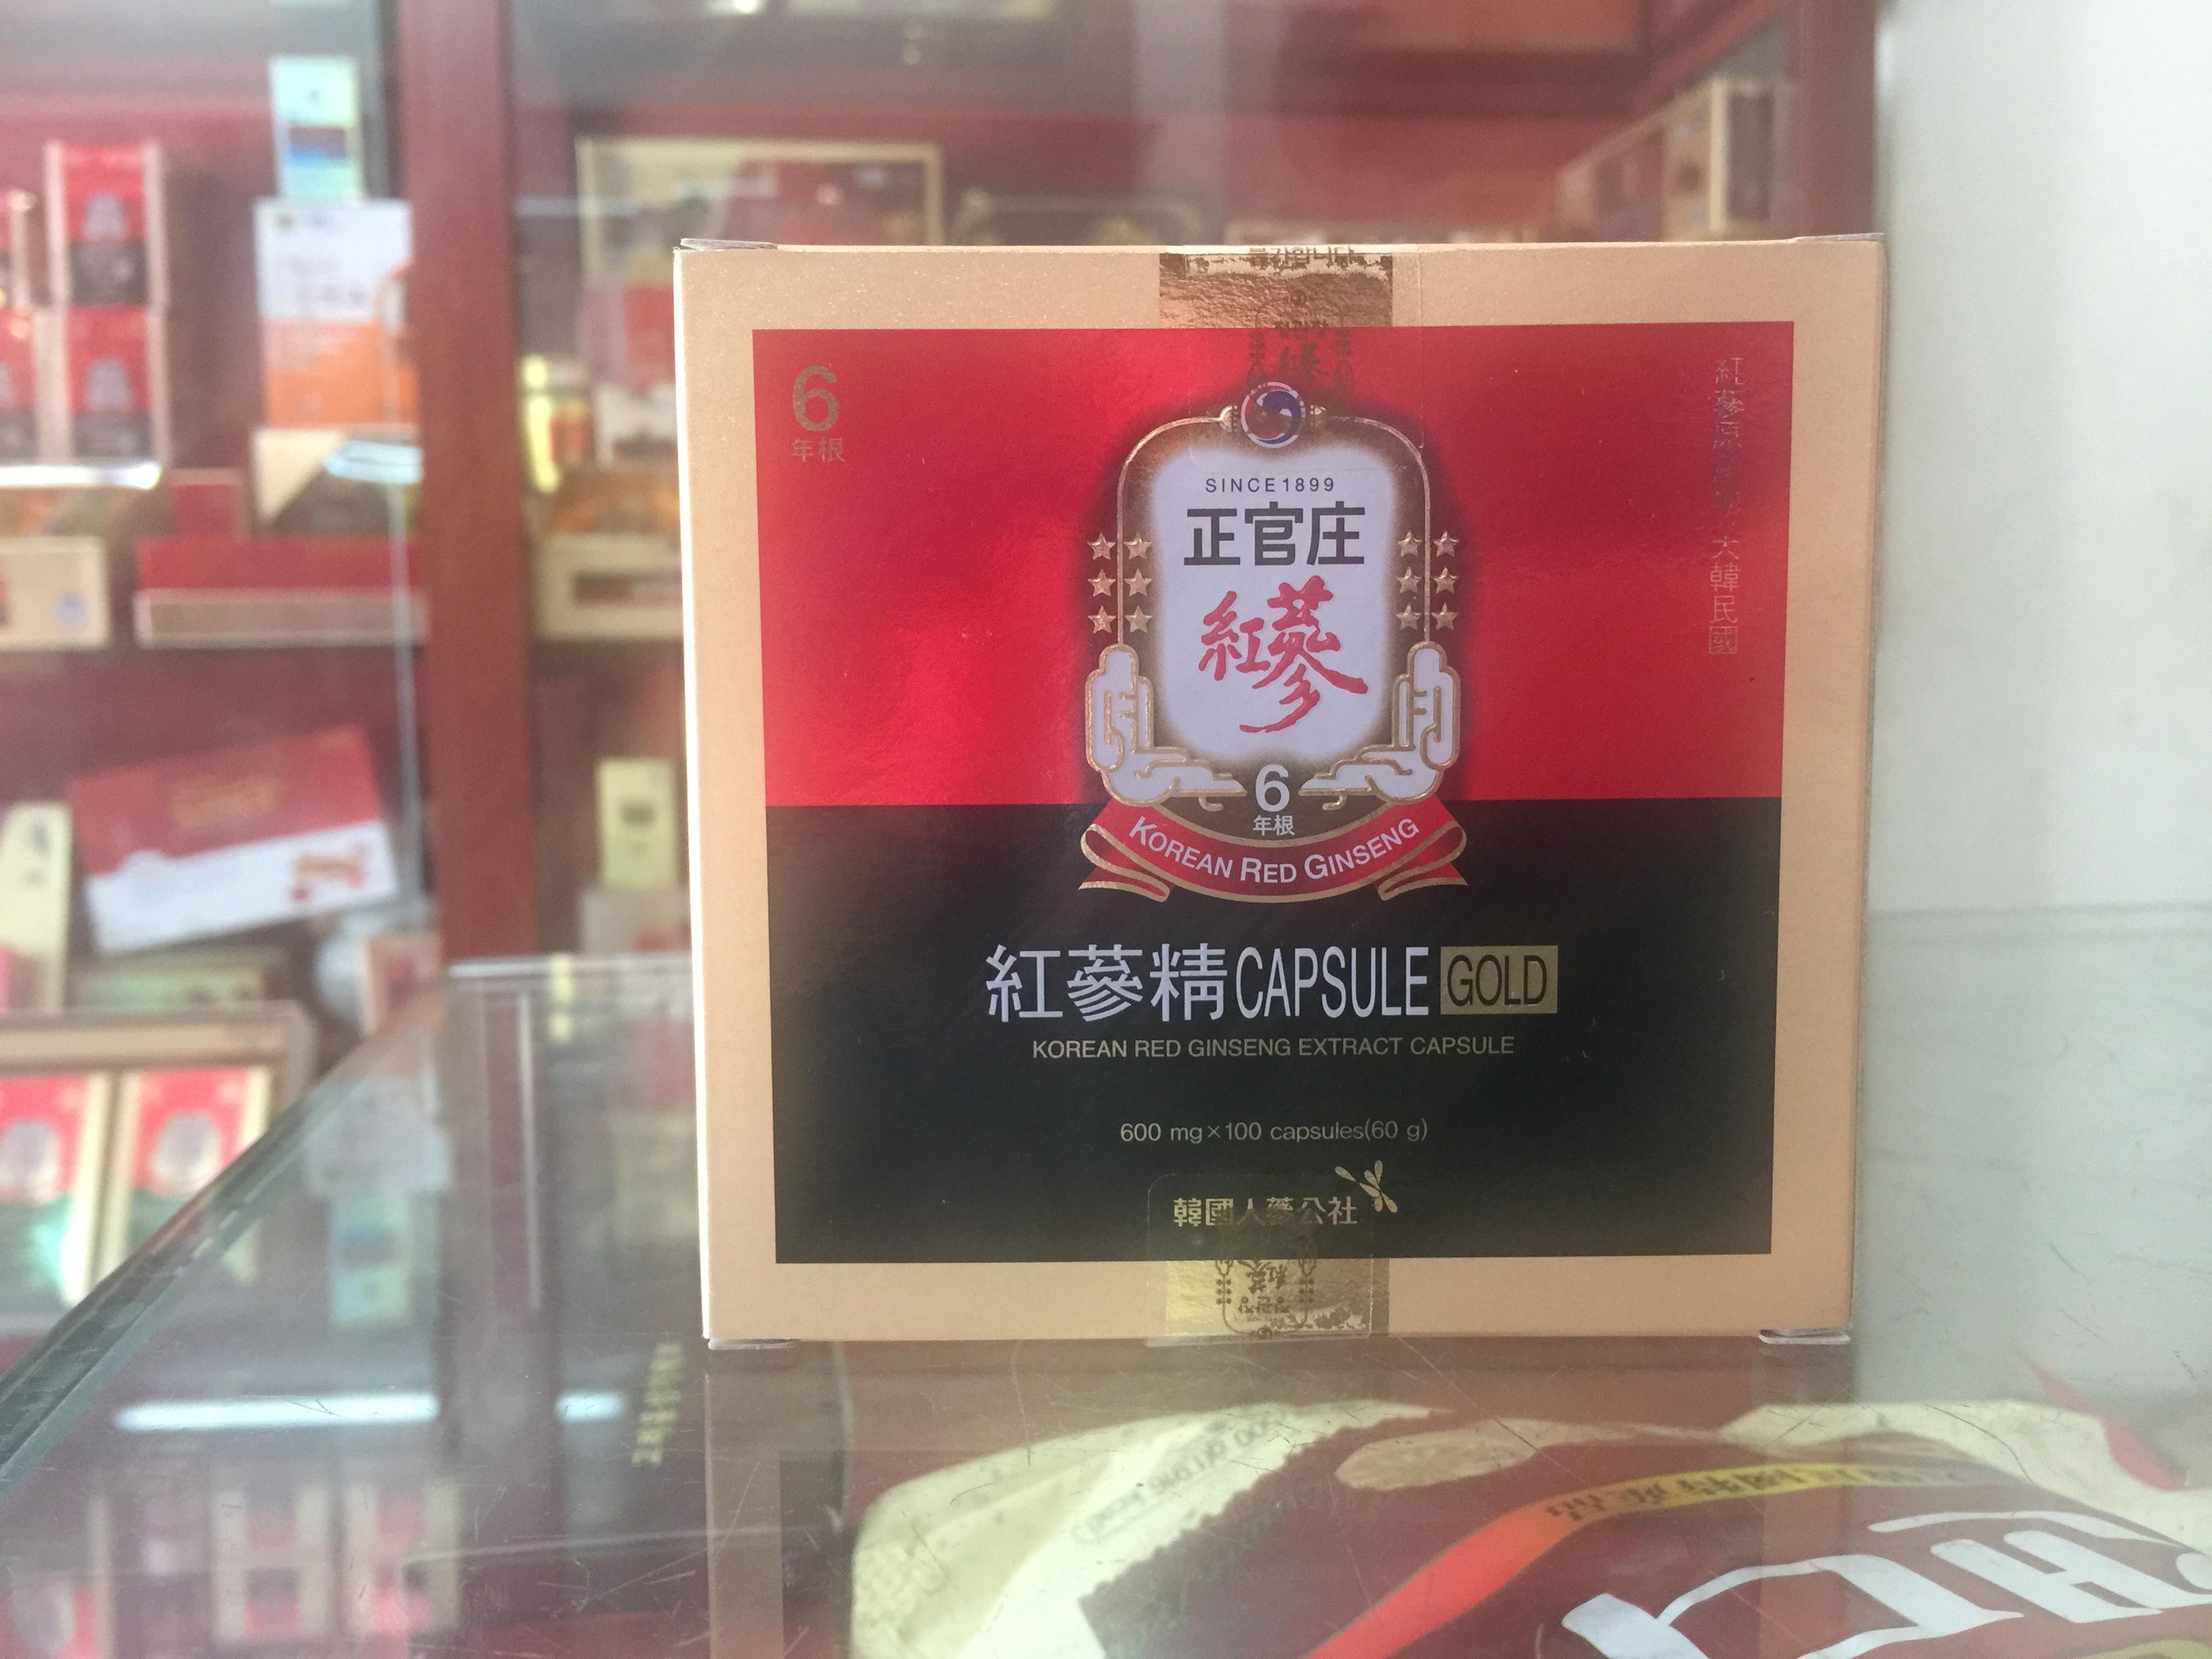 6
年根
SINCE 1899
正官庄
紅蔘
6
年根
KOREAN RED GINSENG
紅蔘精CAPSULE GOLD
KOREAN RED GINSENG EXTRACT CAPSULE
600 mg×100 capsules(60 g)
韓國人蔘公社
大韓民國